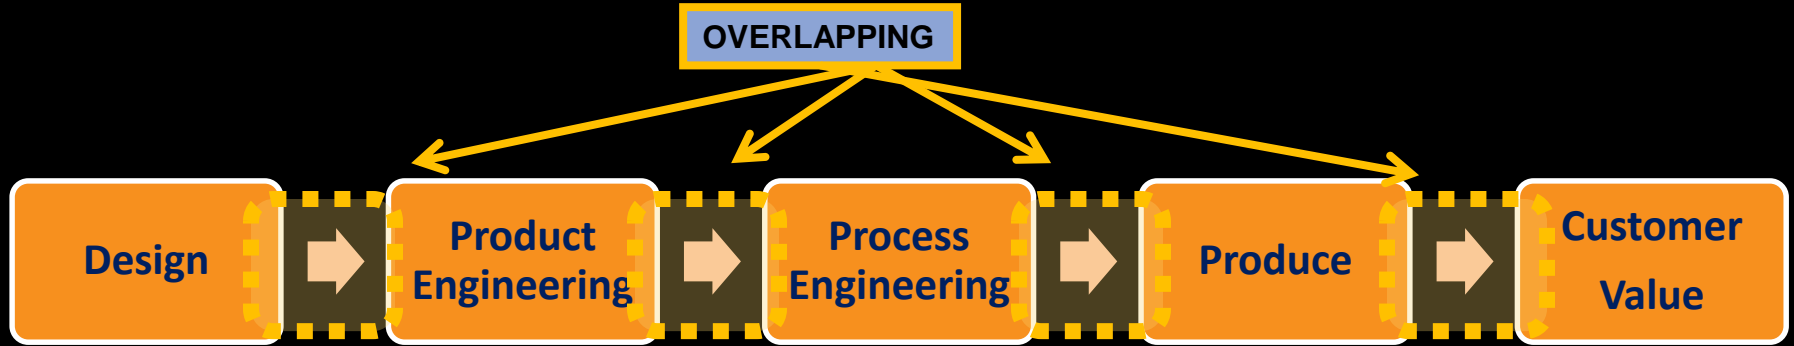 OVERLAPPING
Design
Product
Engineering
Process
Engineering
Produce
Customer
Value